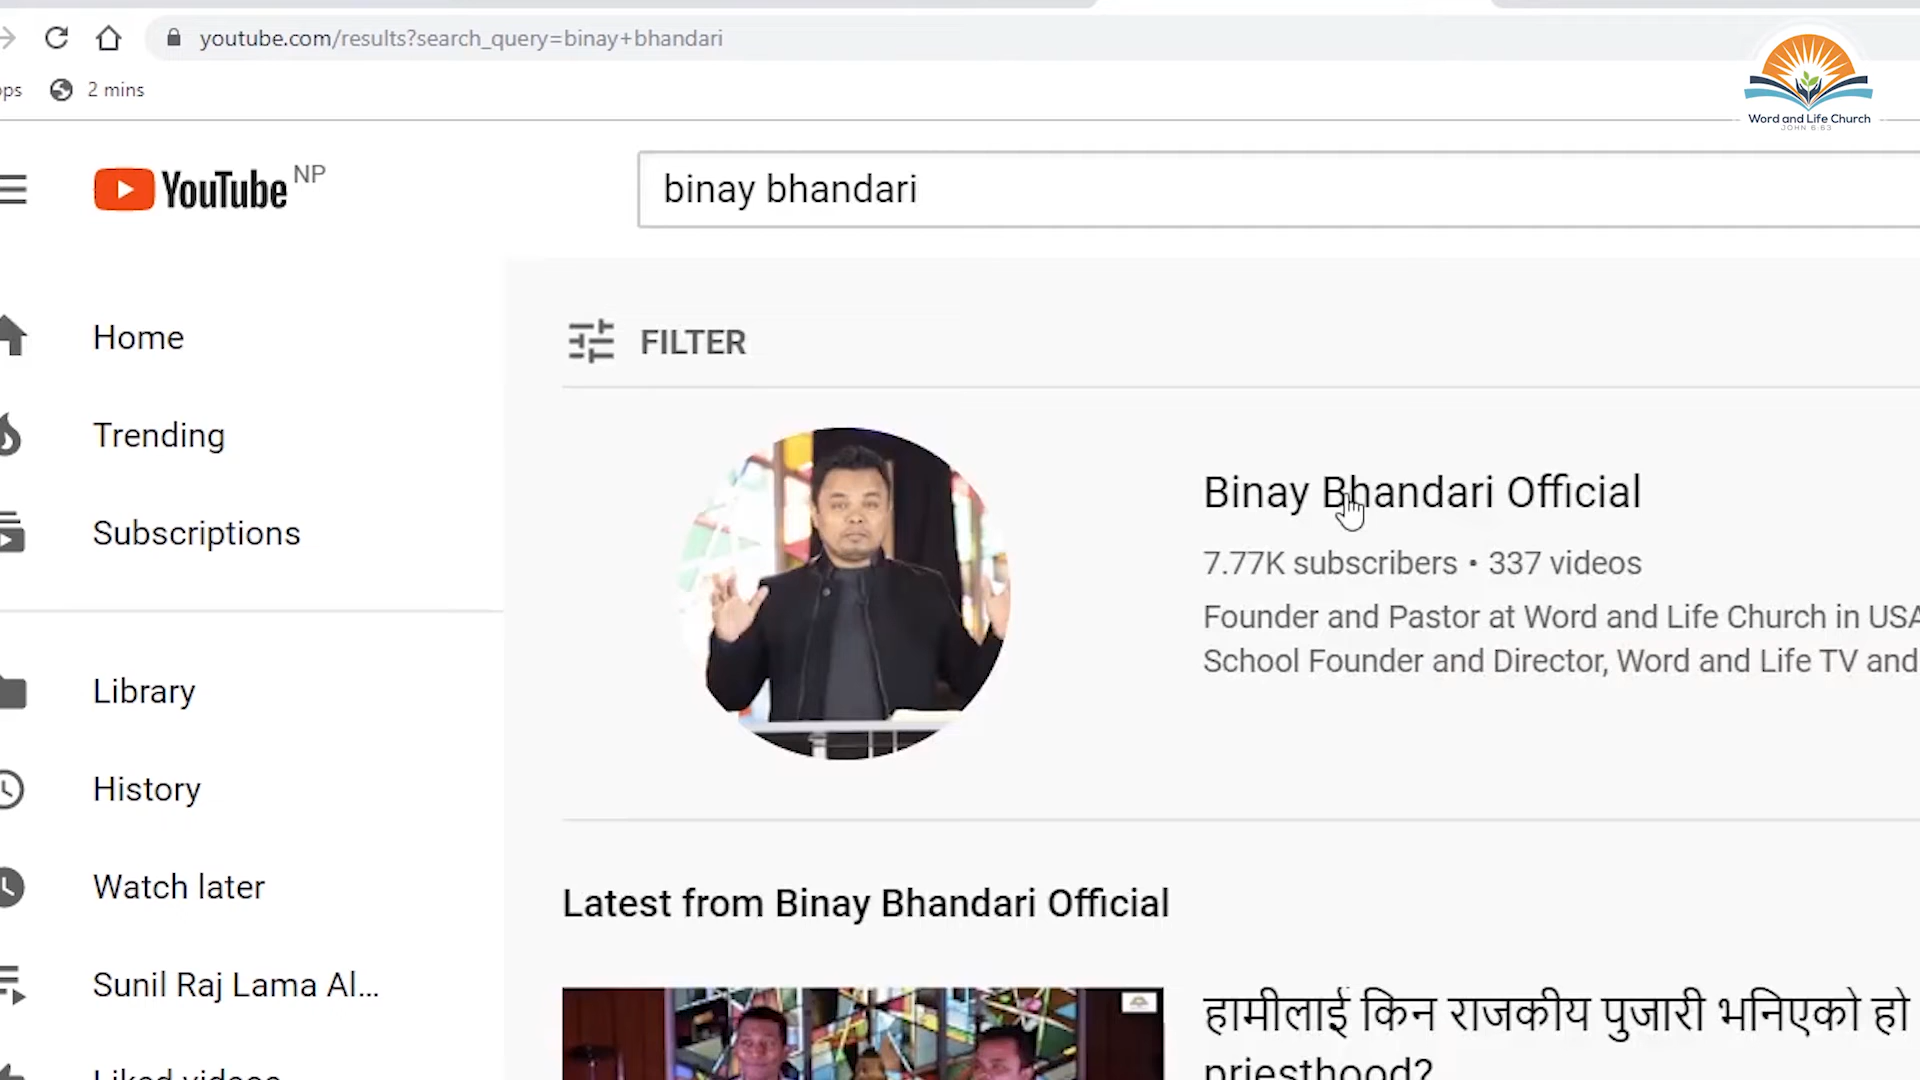 youtube.com/results?search_query=binay+bhandari
2 mins
Word and Life Church
JOHN 6:63
YouTube NP
binay bhandari
Home
Trending
Subscriptions
Library
History
Watch later
Sunil Raj Lama Al...
FILTER
Binay Bhandari Official
7.77K subscribers • 337 videos
Founder and Pastor at Word and Life Church in USA
School Founder and Director, Word and Life TV and
Latest from Binay Bhandari Official
हामीलाई किन राजकीय पुजारी भनिएको हो
priesthood?